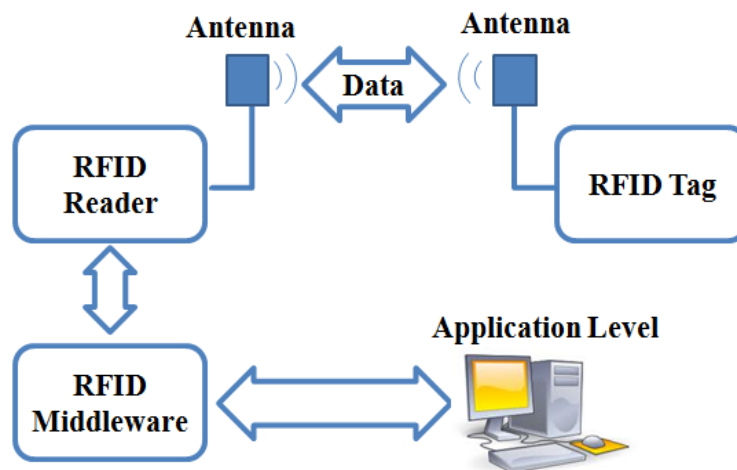 Antenna
Antenna
Data
RFID
Reader
RFID Tag
Application Level
RFID
Middleware